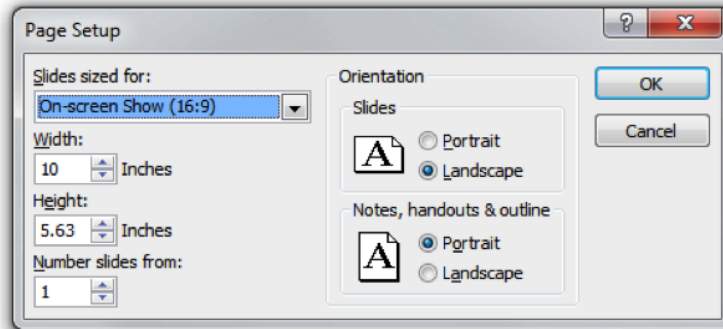 Page Setup
?
X
Slides sized for:
On-screen Show (16:9)
Width:
10 Inches
Height:
5.63 Inches
Number slides from:
1
Orientation
Slides
A
Portrait
Landscape
Notes, handouts & outline
A
Portrait
Landscape
OK
Cancel